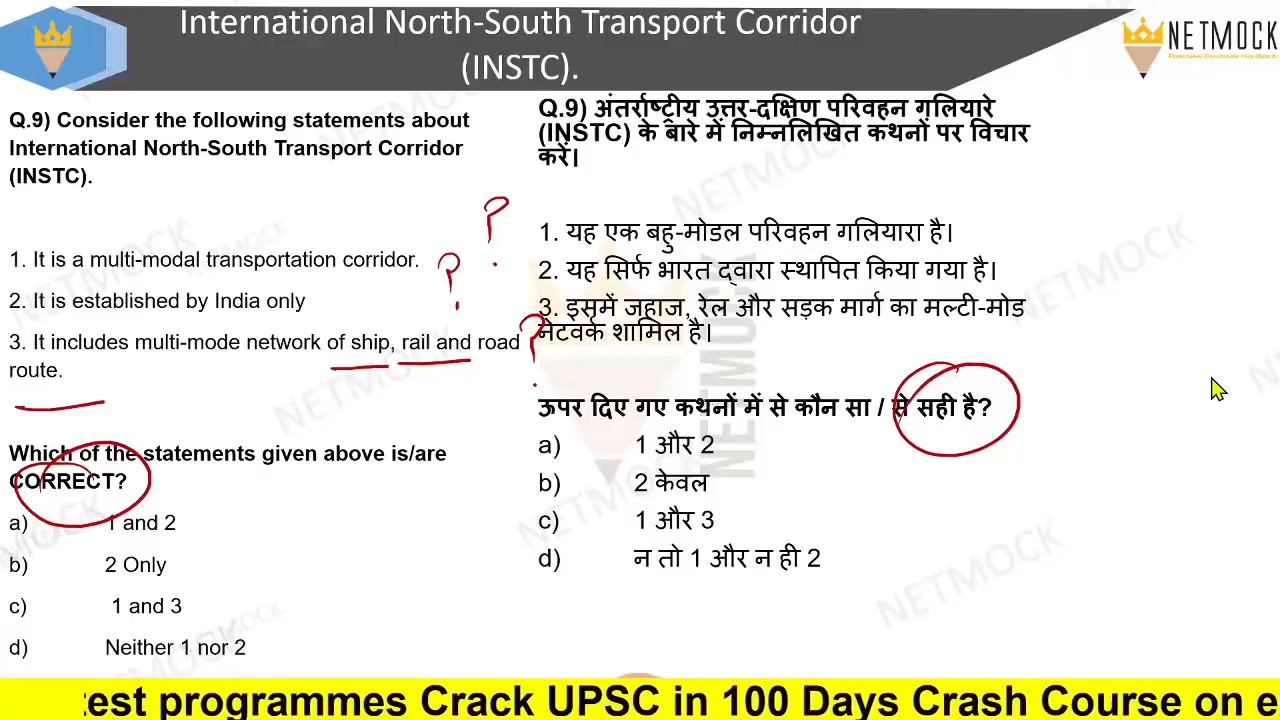 International North-South Transport Corridor
(INSTC).
NETMOCK
Q.9) Consider the following statements about
International North-South Transport Corridor
(INSTC).
1. It is a multi-modal transportation corridor.
2. It is established by India only
3. It includes multi-mode network of ship, rail and road
route.
Which of the statements given above is/are
CORRECT?
a) 1 and 2
b) 2 Only
c) 1 and 3
d) Neither 1 nor 2
Q.9) अंतर्राष्ट्रीय उत्तर-दक्षिण परिवहन गलियारे
(INSTC) के बारे में निम्नलिखित कथनों पर विचार
करें।
1. यह एक बहु-मोडल परिवहन गलियारा है।
2. यह सिर्फ भारत द्वारा स्थापित किया गया है।
3. इसमें जहाज, रेल और सड़क मार्ग का मल्टी-मोड
नेटवर्क शामिल है।
ऊपर दिए गए कथनों में से कौन सा / से सही है?
a) 1 और 2
b) 2 केवल
c) 1 और 3
d) न तो 1 और न ही 2
? ? ?
test programmes Crack UPSC in 100 Days Crash Course on e